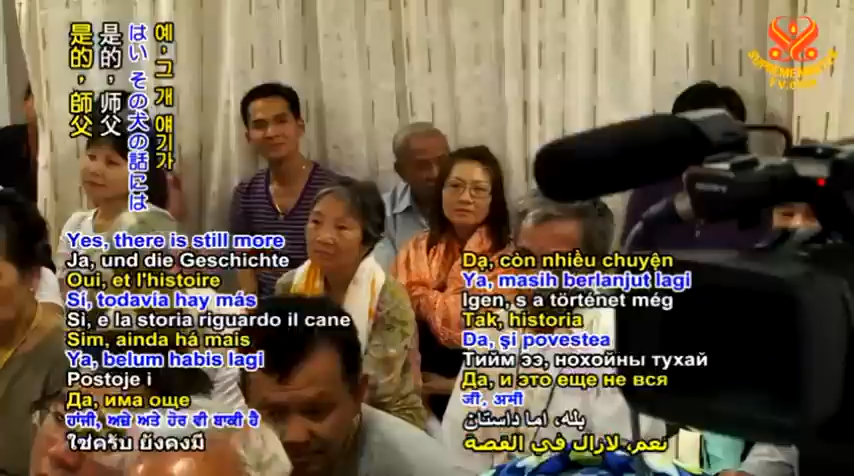 예, 그 개 얘기가
はい その犬の話には
是的，师父
是的，師父
SUPREMEMASTER
TV.COM
SONY
Yes, there is still more
Ja, und die Geschichte
Oui, et l'histoire
Sí, todavía hay más
Si, e la storia riguardo il cane
Sim, ainda há mais
Ya, belum habis lagi
Postoje i
Да, има още
ਹਾਂਜੀ, ਅਜੇ ਅਤੇ ਹੋਰ ਵੀ ਬਾਕੀ ਹੈ
ใช่ครับ ยังคงมี
Dạ, còn nhiều chuyện
Ya, masih berlanjut lagi
Igen, s a történet még
Tak, historia
Da, şi povestea
Тийм ээ, нохойны тухай
Да, и это еще не вся
जी, अभी
بله، اما داستان
نعم، لازال في القصة